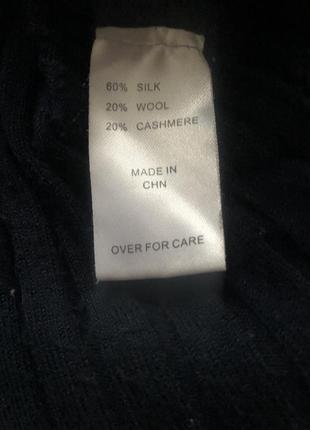 60% SILK
20% WOOL
20% CASHMERE
MADE IN
CHN
OVER FOR CARE